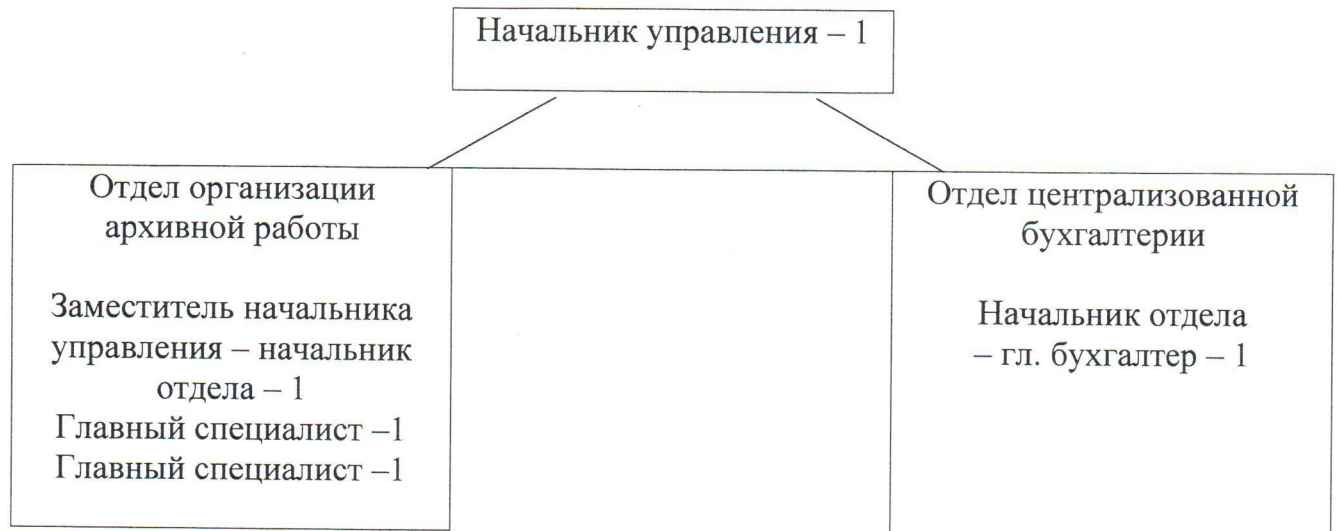 Начальник управления – 1
Отдел организации
архивной работы
Заместитель начальника
управления – начальник
отдела – 1
Главный специалист –1
Главный специалист –1
Отдел централизованной
бухгалтерии
Начальник отдела
– гл. бухгалтер – 1